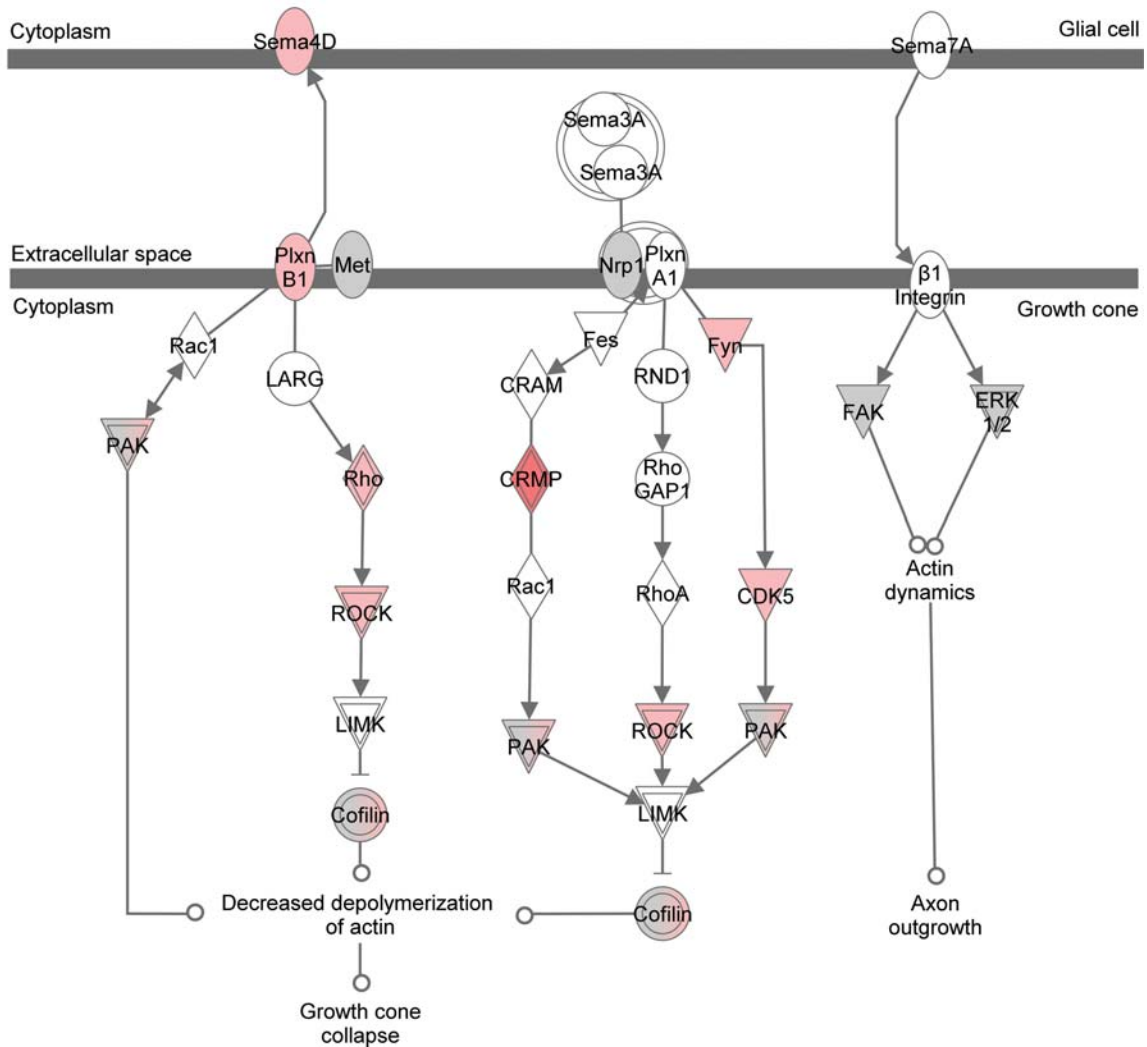 Cytoplasm
Sema4D
Sema7A
Glial cell
Sema3A
Sema3A
Extracellular space
Plxn
B1
Met
Nrp1
Plxn
A1
β1
Integrin
Cytoplasm
Growth cone
Rac1
LARG
Fes
Fyn
CRAM
RND1
PAK
FAK
ERK
1/2
Rho
CRMP
Rho
GAP1
Actin
dynamics
ROCK
Rac1
RhoA
CDK5
LIMK
PAK
ROCK
PAK
Cofilin
LIMK
Decreased depolymerization
of actin
Cofilin
Axon
outgrowth
Growth cone
collapse